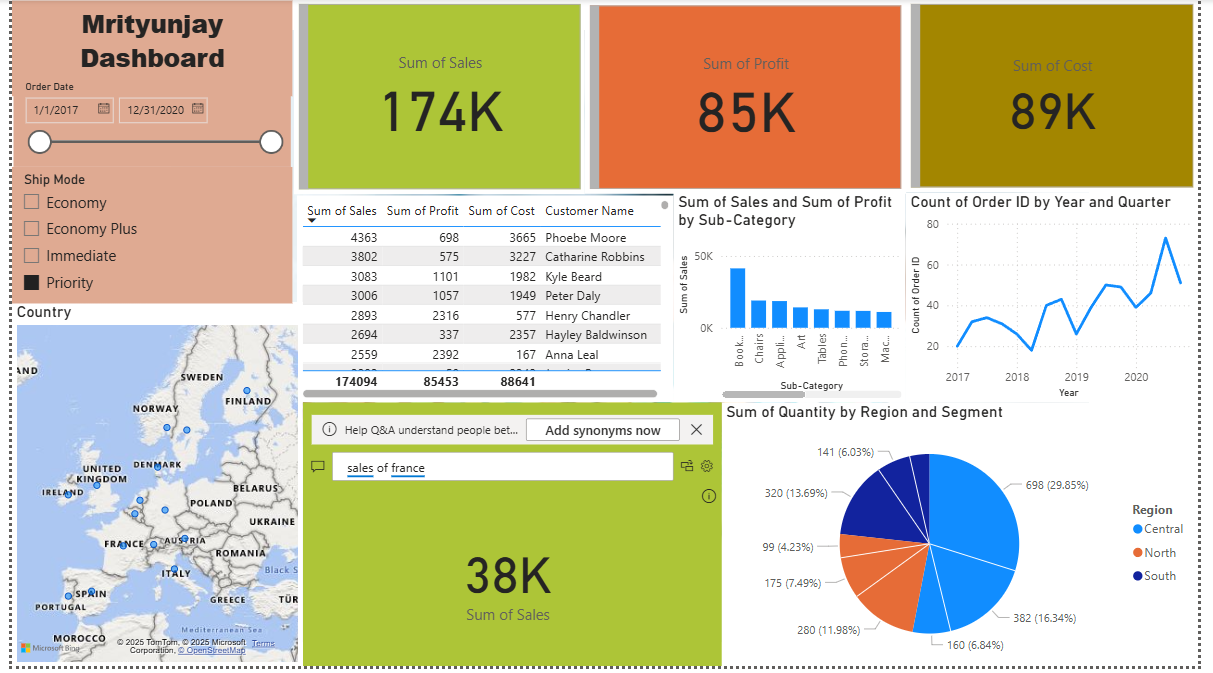 Mrityunjay
Dashboard
Order Date
1/1/2017
12/31/2020
Ship Mode
Economy
Economy Plus
Immediate
Priority
Sum of Sales
174K
Sum of Profit
85K
Sum of Cost
89K
Sum of Sales Sum of Profit Sum of Cost Customer Name
4363 698 3665 Phoebe Moore
3802 575 3227 Catharine Robbins
3083 1101 1982 Kyle Beard
3006 1057 1949 Peter Daly
2893 2316 577 Henry Chandler
2694 337 2357 Hayley Baldwinson
2559 2392 167 Anna Leal
174094 85453 88641
Sum of Sales and Sum of Profit
by Sub-Category
Sum of Sales
50K
0K
Book...
Chairs
Appli...
Art
Tables
Phon...
Stora...
Mac...
Sub-Category
Count of Order ID by Year and Quarter
Count of Order ID
80
60
40
20
2017 2018 2019 2020
Year
Country
AND
SWEDEN
FINLAND
NORWAY
UNITED
KINGDOM
DENMARK
IRELAND
BELARUS
POLAND
UKRAINE
FRANCE
AUSTRIA
ROMANIA
ITALY
Black S
SPAIN
PORTUGAL
GREECE
TÜR
Mediterranean Sea
MOROCCO
Microsoft Bing
© 2025 TomTom, © 2025 Microsoft
Corporation, © OpenStreetMap
Terms
Help Q&A understand people bet...
Add synonyms now
sales of france
38K
Sum of Sales
Sum of Quantity by Region and Segment
141 (6.03%)
698 (29.85%)
320 (13.69%)
99 (4.23%)
175 (7.49%)
280 (11.98%)
160 (6.84%)
382 (16.34%)
Region
Central
North
South